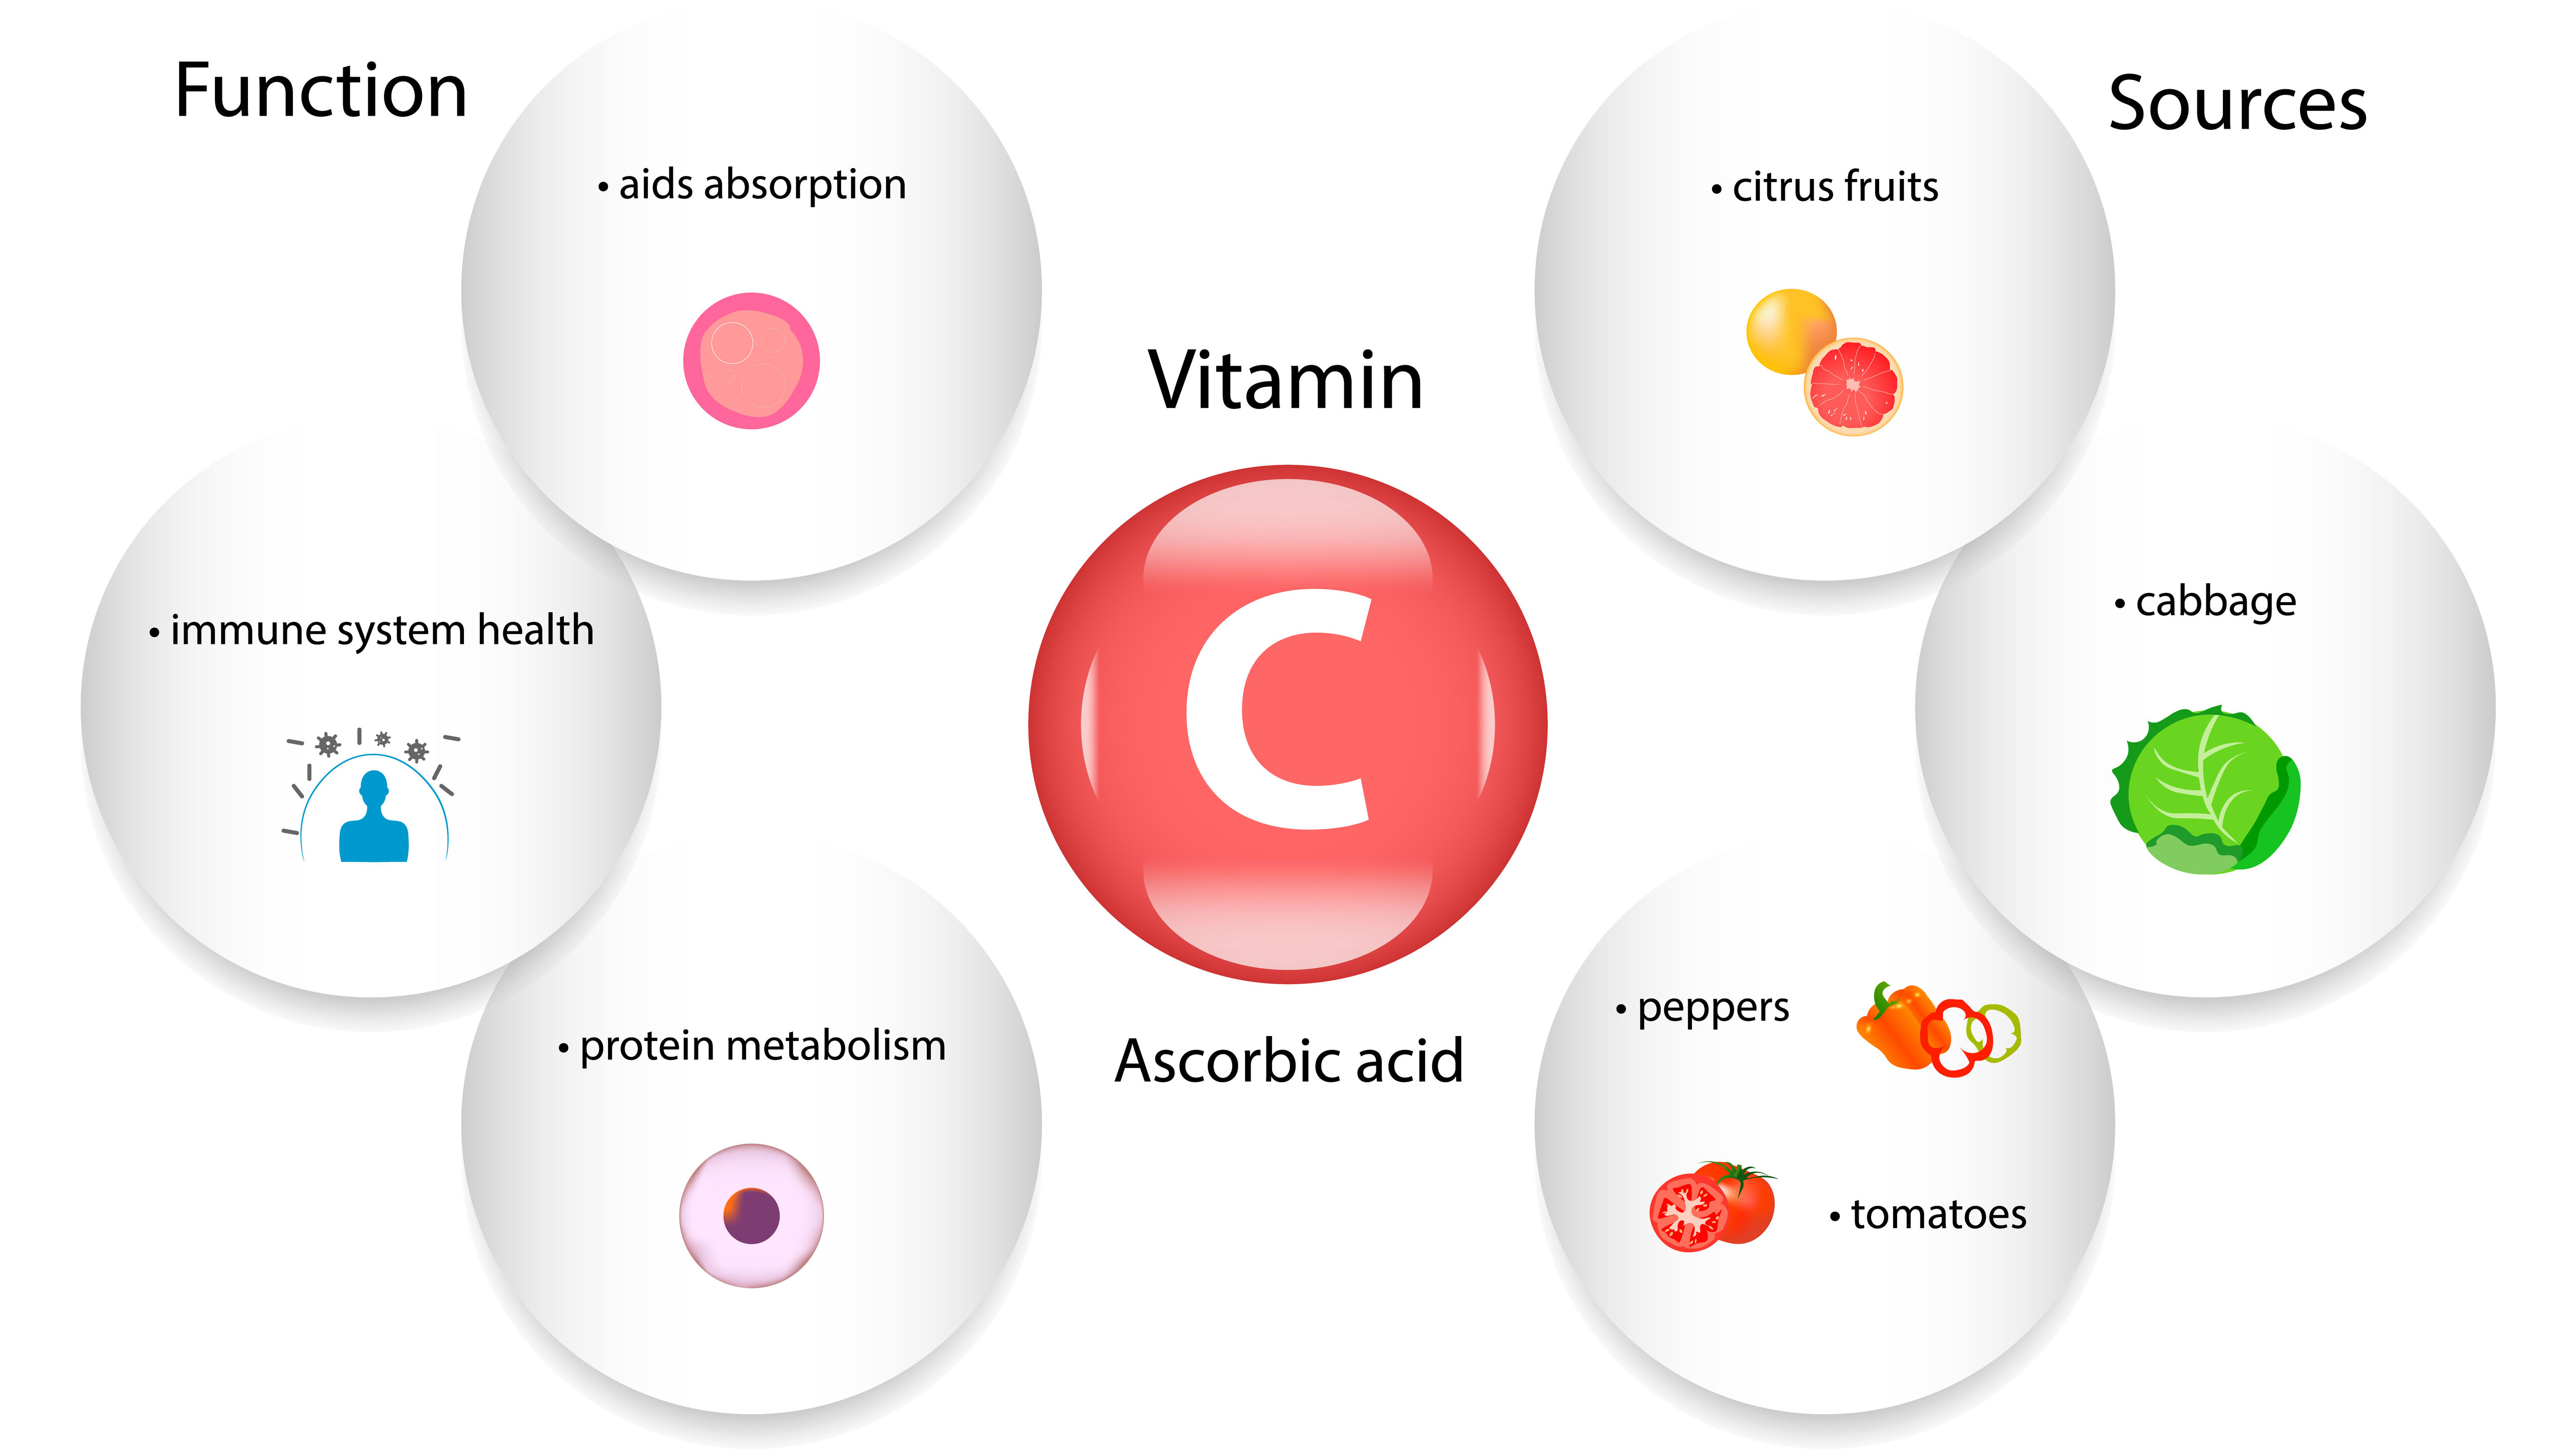 Function
• aids absorption
• immune system health
• protein metabolism
Vitamin
C
Ascorbic acid
Sources
• citrus fruits
• cabbage
• peppers
• tomatoes